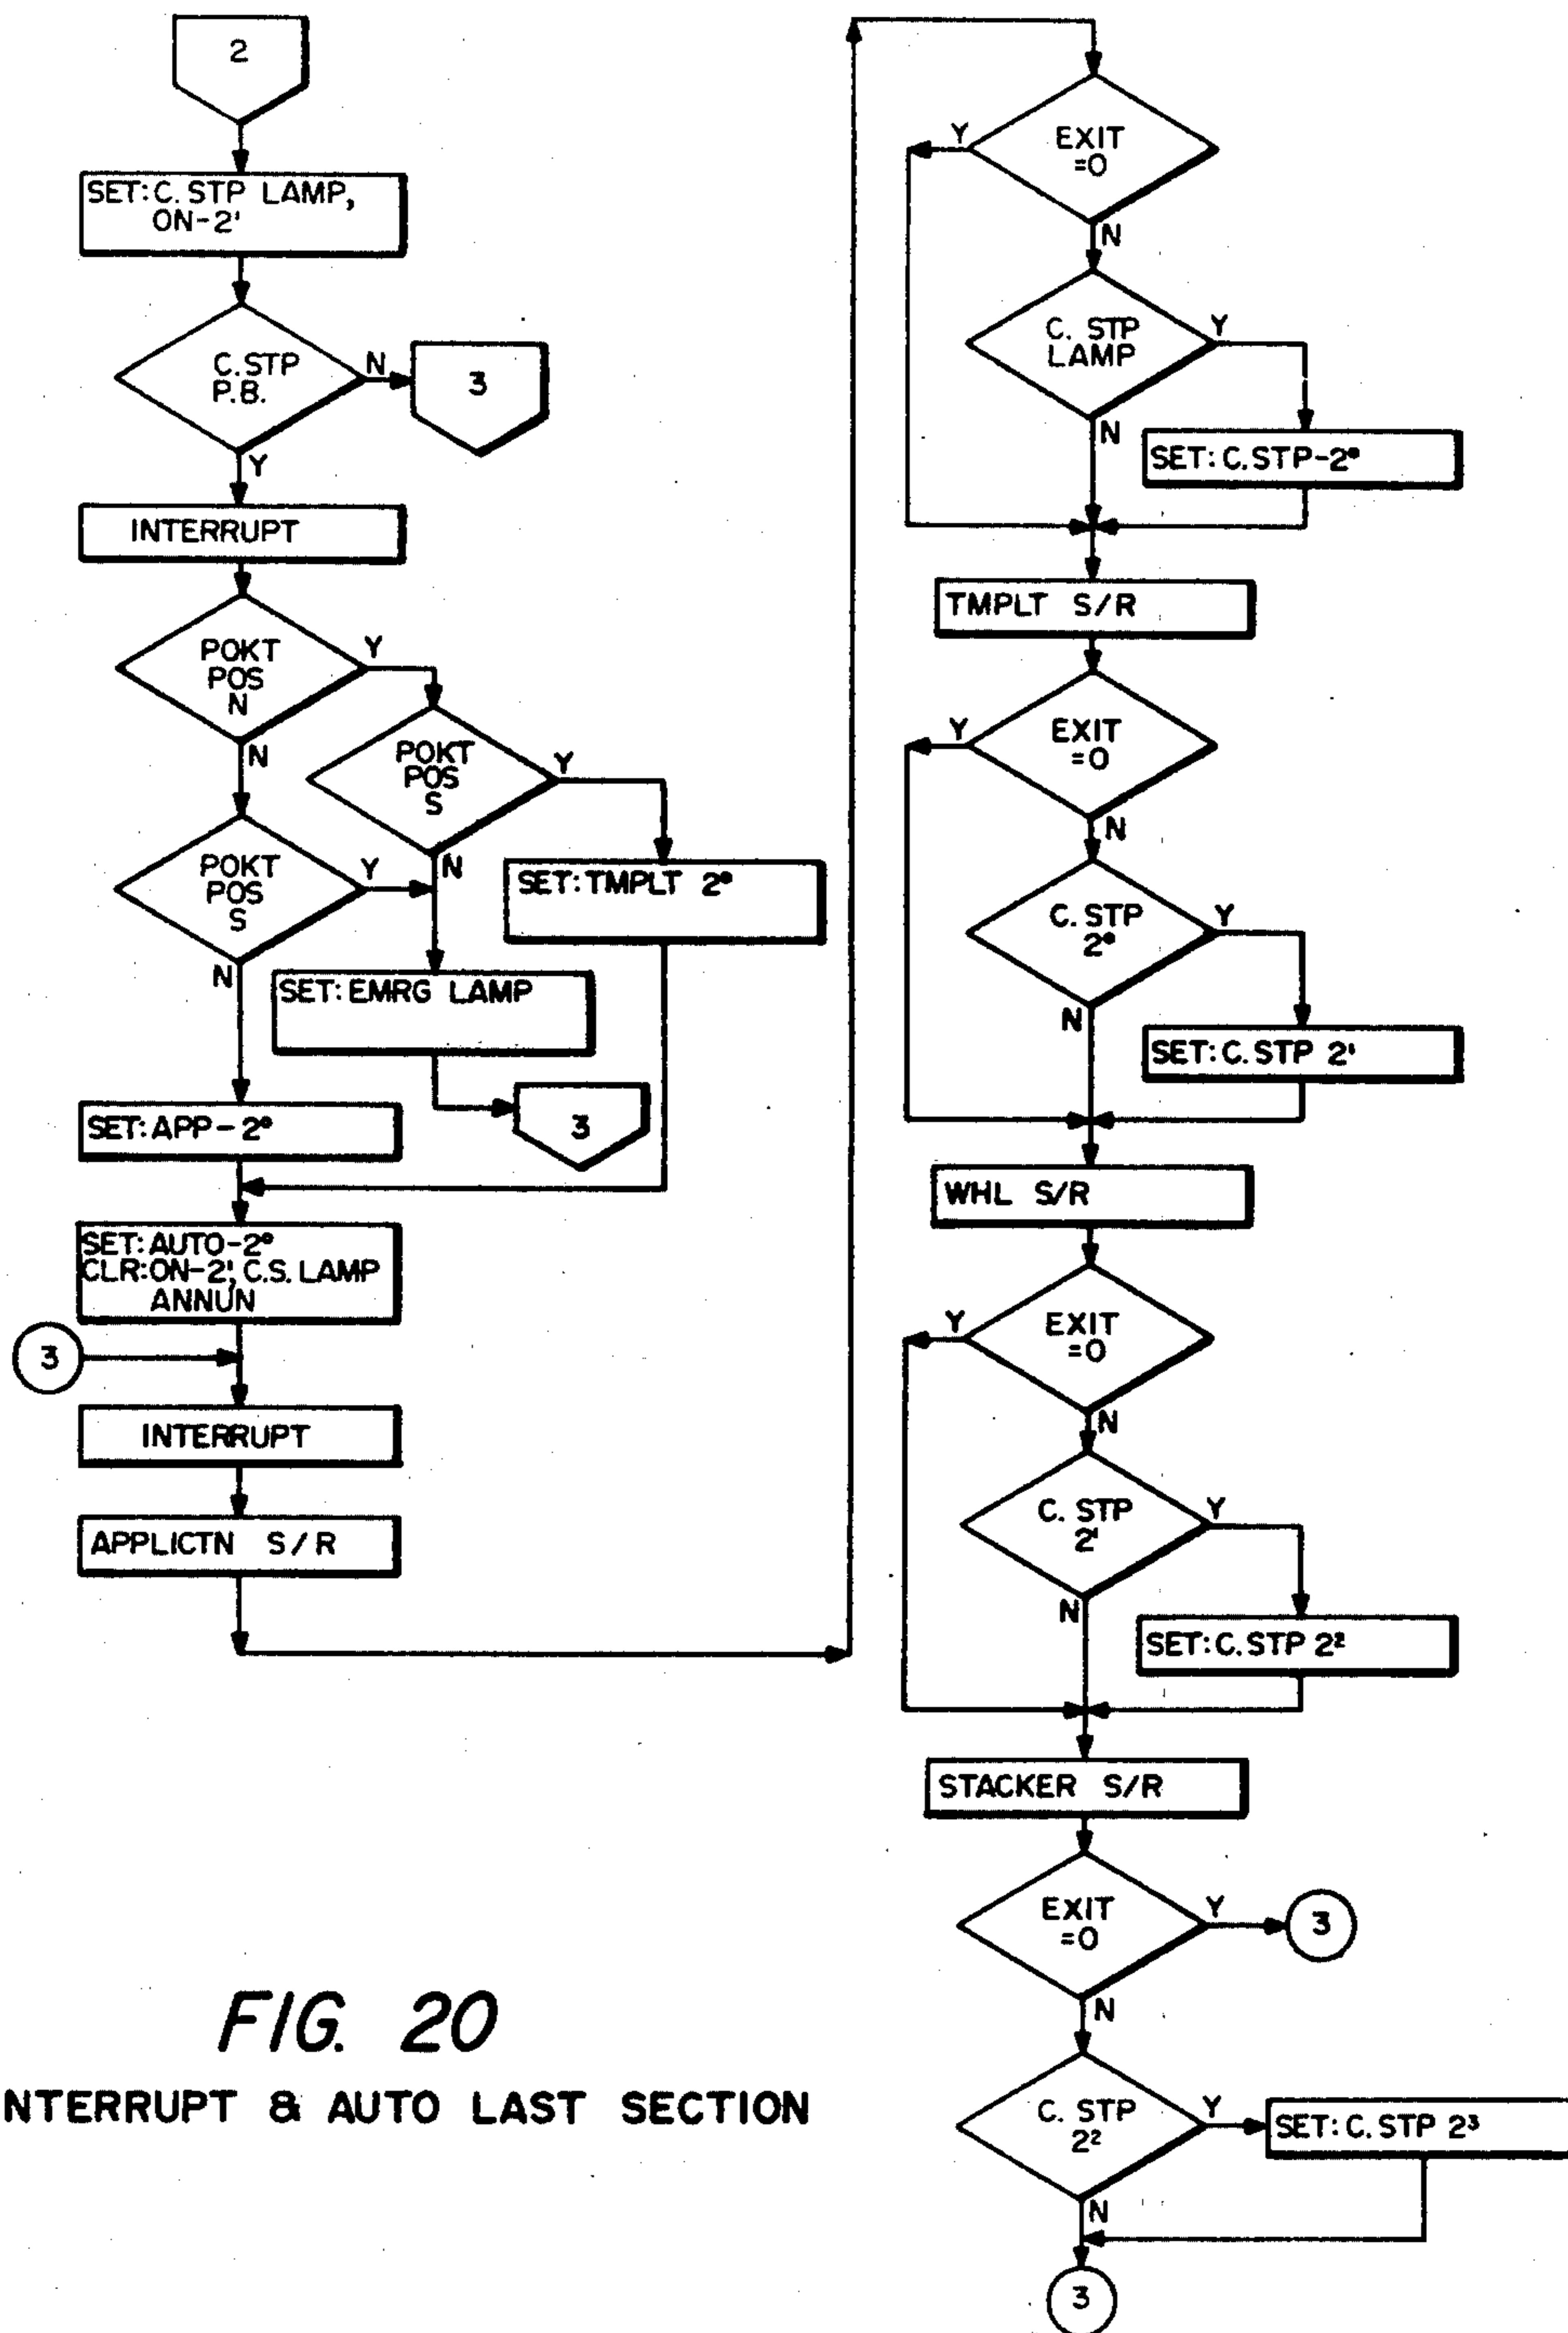 2
SET:C.STP LAMP,
ON-2¹
C.STP
P.B.
N
3
Y
INTERRUPT
POKT
POS
N
Y
N
POKT
POS
S
Y
N
POKT
POS
S
Y
N
SET:TMPLT 2⁰
SET:EMRG LAMP
3
SET:APP-2⁰
SET:AUTO-2⁰
CLR:ON-2¹, C.S. LAMP
ANNUN
3
INTERRUPT
APPLICTN S/R
EXIT
=0
Y
N
C. STP
LAMP
Y
N
SET:C.STP-2⁰
TMPLT S/R
EXIT
=0
Y
N
C. STP
2⁰
Y
N
SET:C.STP 2¹
WHL S/R
EXIT
=0
Y
N
C. STP
2¹
Y
N
SET:C.STP 2²
STACKER S/R
EXIT
=0
Y
3
N
C. STP
2²
Y
SET:C.STP 2³
N
3
FIG. 20
NTERRUPT & AUTO LAST SECTION